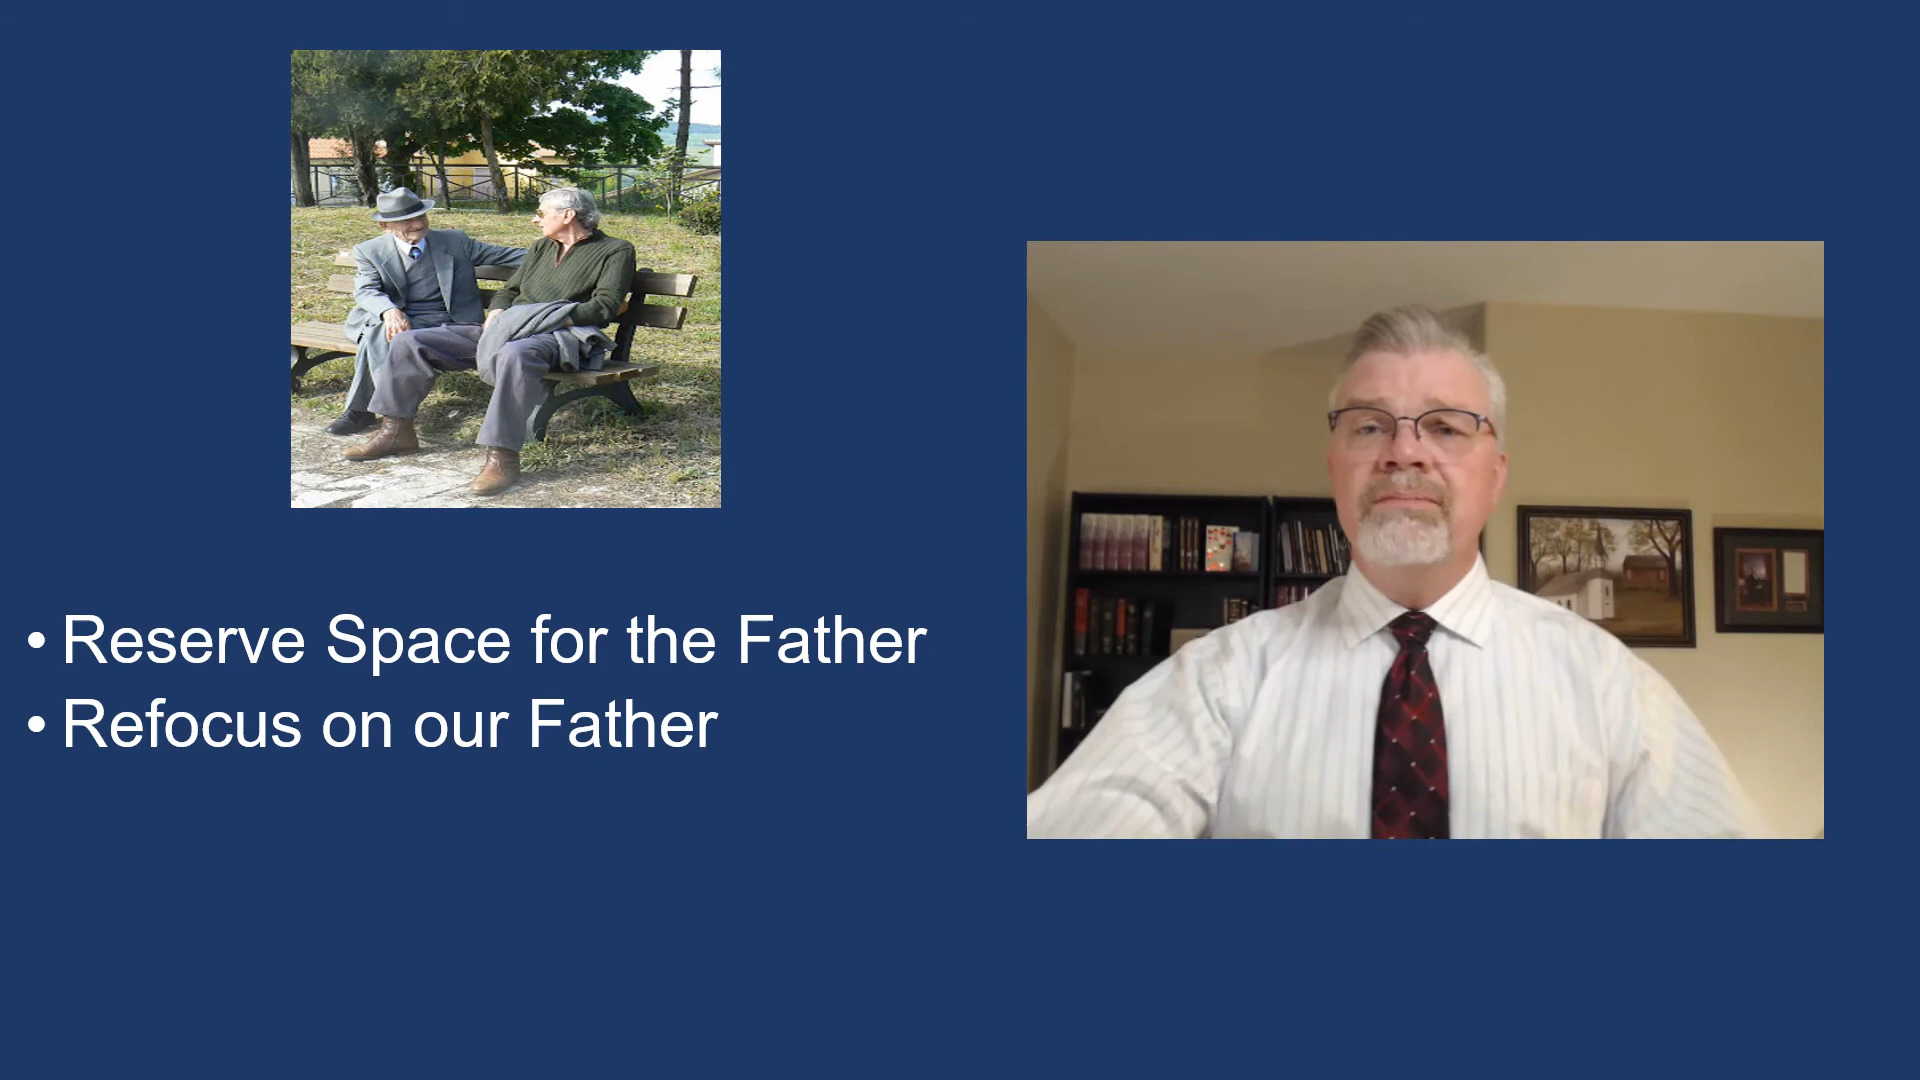 • Reserve Space for the Father
• Refocus on our Father